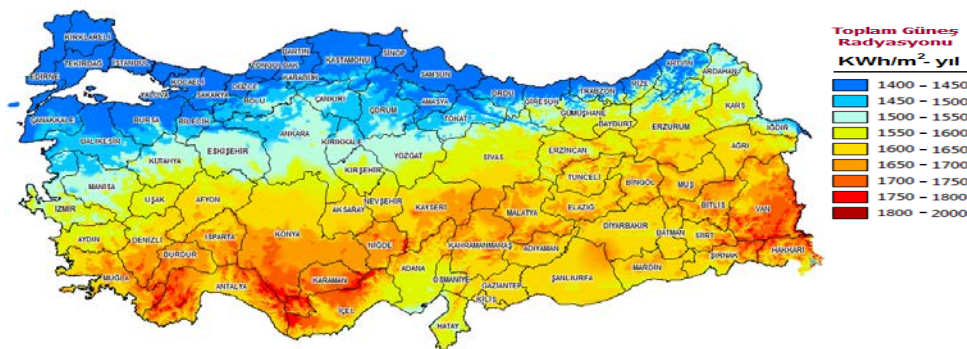 KIRKLARELİ
EDİRNE
TEKİRDAĞ
İSTANBUL
KOCAELİ
YALOVA
SAKARYA
DÜZCE
BOLU
ZONGULDAK
BARTIN
KARABÜK
KASTAMONU
SİNOP
SAMSUN
ORDU
GİRESUN
TRABZON
RİZE
ARTVİN
ARDAHAN
ÇANAKKALE
BALIKESİR
BURSA
BİLECİK
ÇANKIRI
ÇORUM
AMASYA
TOKAT
GÜMÜŞHANE
BAYBURT
ERZURUM
KARS
IĞDIR
KÜTAHYA
ESKİŞEHİR
ANKARA
KIRIKKALE
YOZGAT
SİVAS
ERZİNCAN
AĞRI
MANİSA
İZMİR
UŞAK
AFYON
KIRŞEHİR
NEVŞEHİR
AKSARAY
KAYSERİ
MALATYA
TUNCELİ
ELAZIĞ
BİNGÖL
MUŞ
BİTLİS
VAN
AYDIN
DENİZLİ
ISPARTA
BURDUR
KONYA
NİĞDE
KAHRAMANMARAŞ
ADIYAMAN
DİYARBAKIR
BATMAN
SİİRT
ŞIRNAK
HAKKARİ
MUĞLA
ANTALYA
KARAMAN
İÇEL
ADANA
OSMANİYE
GAZİANTEP
KİLİS
HATAY
ŞANLIURFA
MARDİN
Toplam Güneş
Radyasyonu
KWh/m²- yıl
1400 – 1450
1450 – 1500
1500 – 1550
1550 – 1600
1600 – 1650
1650 – 1700
1700 – 1750
1750 – 1800
1800 – 2000